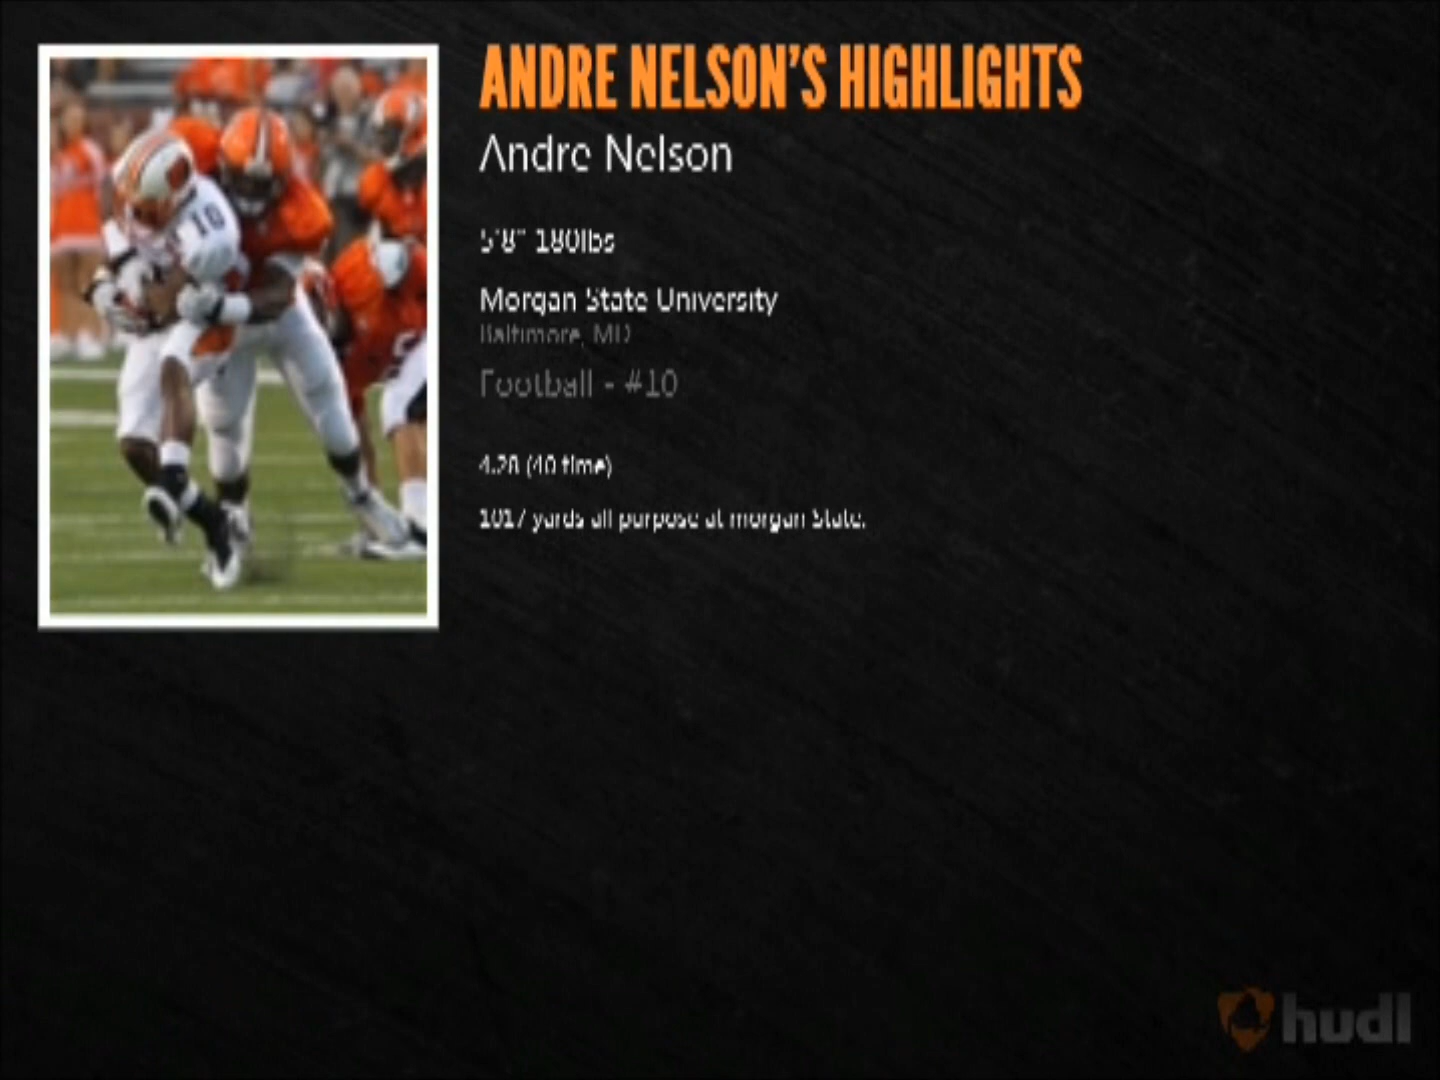 ANDRE NELSON'S HIGHLIGHTS
Andre Nelson
5'8" 180lbs
Morgan State University
Baltimore, MD
Football - #10
4.28 (40 time)
1017 yards all purpose at morgan State.
10
hudl